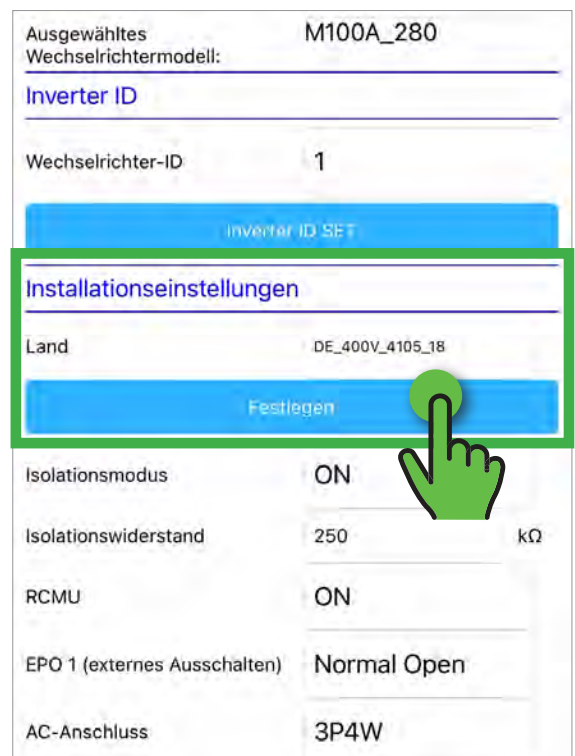 Ausgewähltes
Wechselrichtermodell: M100A_280
Inverter ID
Wechselrichter-ID 1
Inverter ID SET
Installationseinstellungen
Land DE_400V_4105_18
Festlegen
Isolationsmodus ON
Isolationswiderstand 250 kΩ
RCMU ON
EPO 1 (externes Ausschalten) Normal Open
AC-Anschluss 3P4W